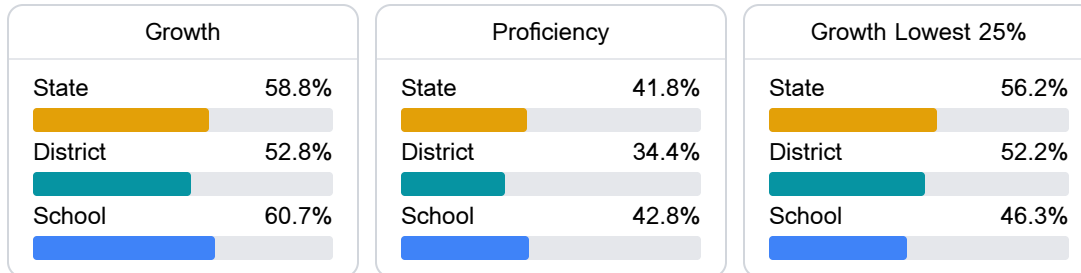 Growth
State 58.8%
District 52.8%
School 60.7%
Proficiency
State 41.8%
District 34.4%
School 42.8%
Growth Lowest 25%
State 56.2%
District 52.2%
School 46.3%